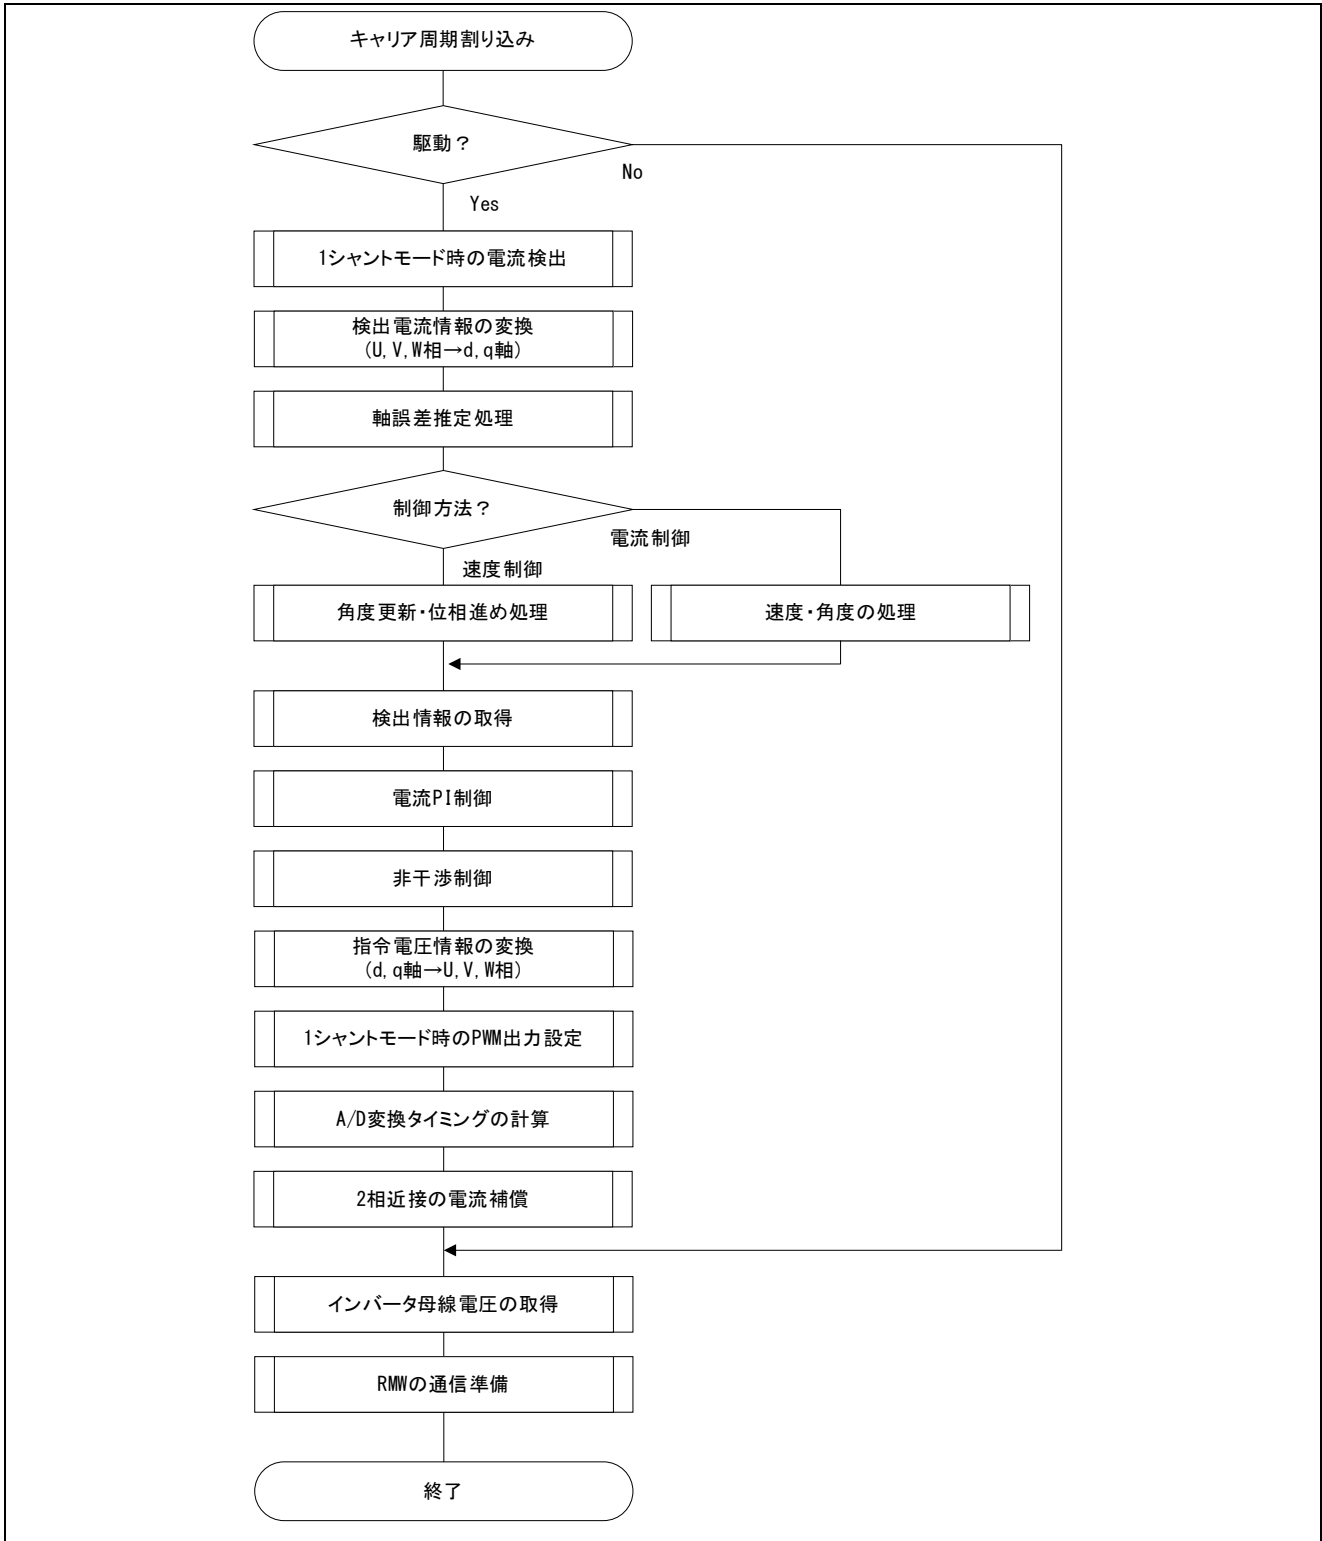 キャリア周期割り込み
駆動？
No
Yes
1シャントモード時の電流検出
検出電流情報の変換
(U,V,W相→d,q軸)
軸誤差推定処理
制御方法？
電流制御
速度制御
角度更新・位相進め処理
速度・角度の処理
検出情報の取得
電流PI制御
非干渉制御
指令電圧情報の変換
(d,q軸→U,V,W相)
1シャントモード時のPWM出力設定
A/D変換タイミングの計算
2相近接の電流補償
インバータ母線電圧の取得
RMWの通信準備
終了